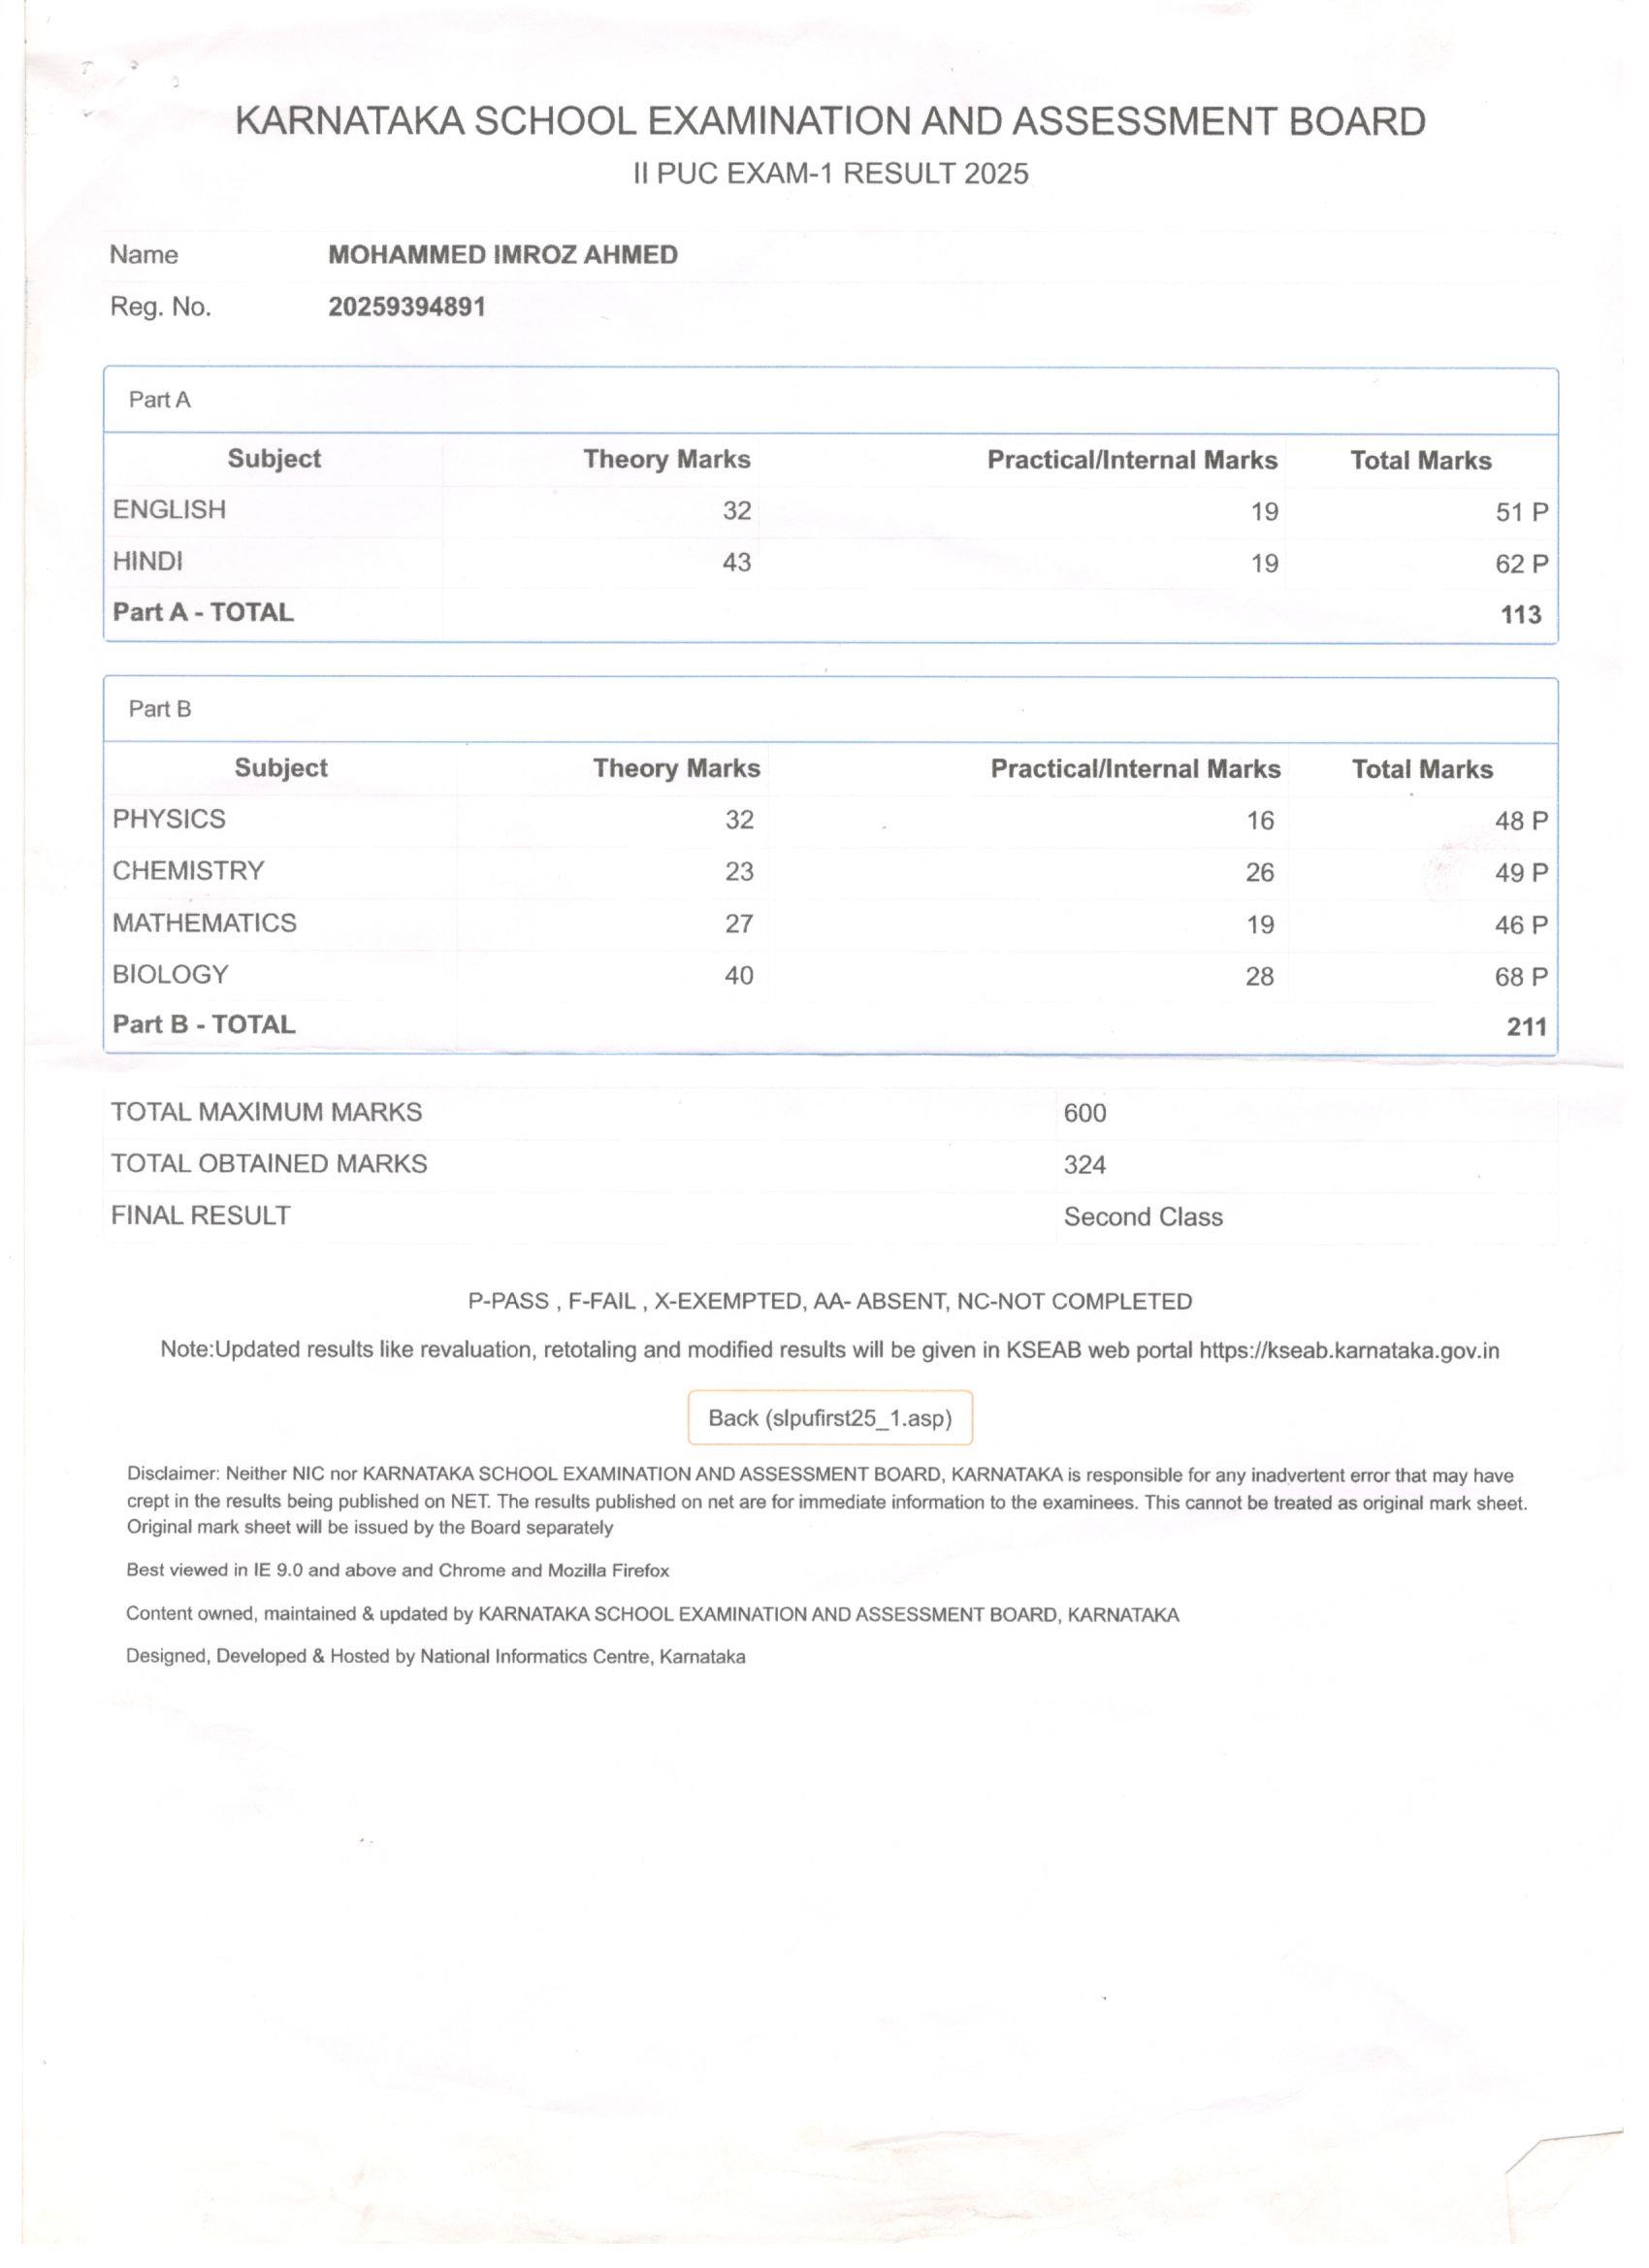 KARNATAKA SCHOOL EXAMINATION AND ASSESSMENT BOARD
II PUC EXAM-1 RESULT 2025
Name MOHAMMED IMROZ AHMED
Reg. No. 20259394891
Part A
Subject Theory Marks Practical/Internal Marks Total Marks
ENGLISH 32 19 51 P
HINDI 43 19 62 P
Part A - TOTAL 113
Part B
Subject Theory Marks Practical/Internal Marks Total Marks
PHYSICS 32 16 48 P
CHEMISTRY 23 26 49 P
MATHEMATICS 27 19 46 P
BIOLOGY 40 28 68 P
Part B - TOTAL 211
TOTAL MAXIMUM MARKS 600
TOTAL OBTAINED MARKS 324
FINAL RESULT Second Class
P-PASS , F-FAIL , X-EXEMPTED, AA- ABSENT, NC-NOT COMPLETED
Note:Updated results like revaluation, retotaling and modified results will be given in KSEAB web portal https://kseab.karnataka.gov.in
Back (slpufirst25_1.asp)
Disclaimer: Neither NIC nor KARNATAKA SCHOOL EXAMINATION AND ASSESSMENT BOARD, KARNATAKA is responsible for any inadvertent error that may have
crept in the results being published on NET. The results published on net are for immediate information to the examinees. This cannot be treated as original mark sheet.
Original mark sheet will be issued by the Board separately
Best viewed in IE 9.0 and above and Chrome and Mozilla Firefox
Content owned, maintained & updated by KARNATAKA SCHOOL EXAMINATION AND ASSESSMENT BOARD, KARNATAKA
Designed, Developed & Hosted by National Informatics Centre, Karnataka